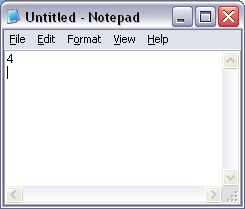 Untitled - Notepad
File Edit Format View Help
4